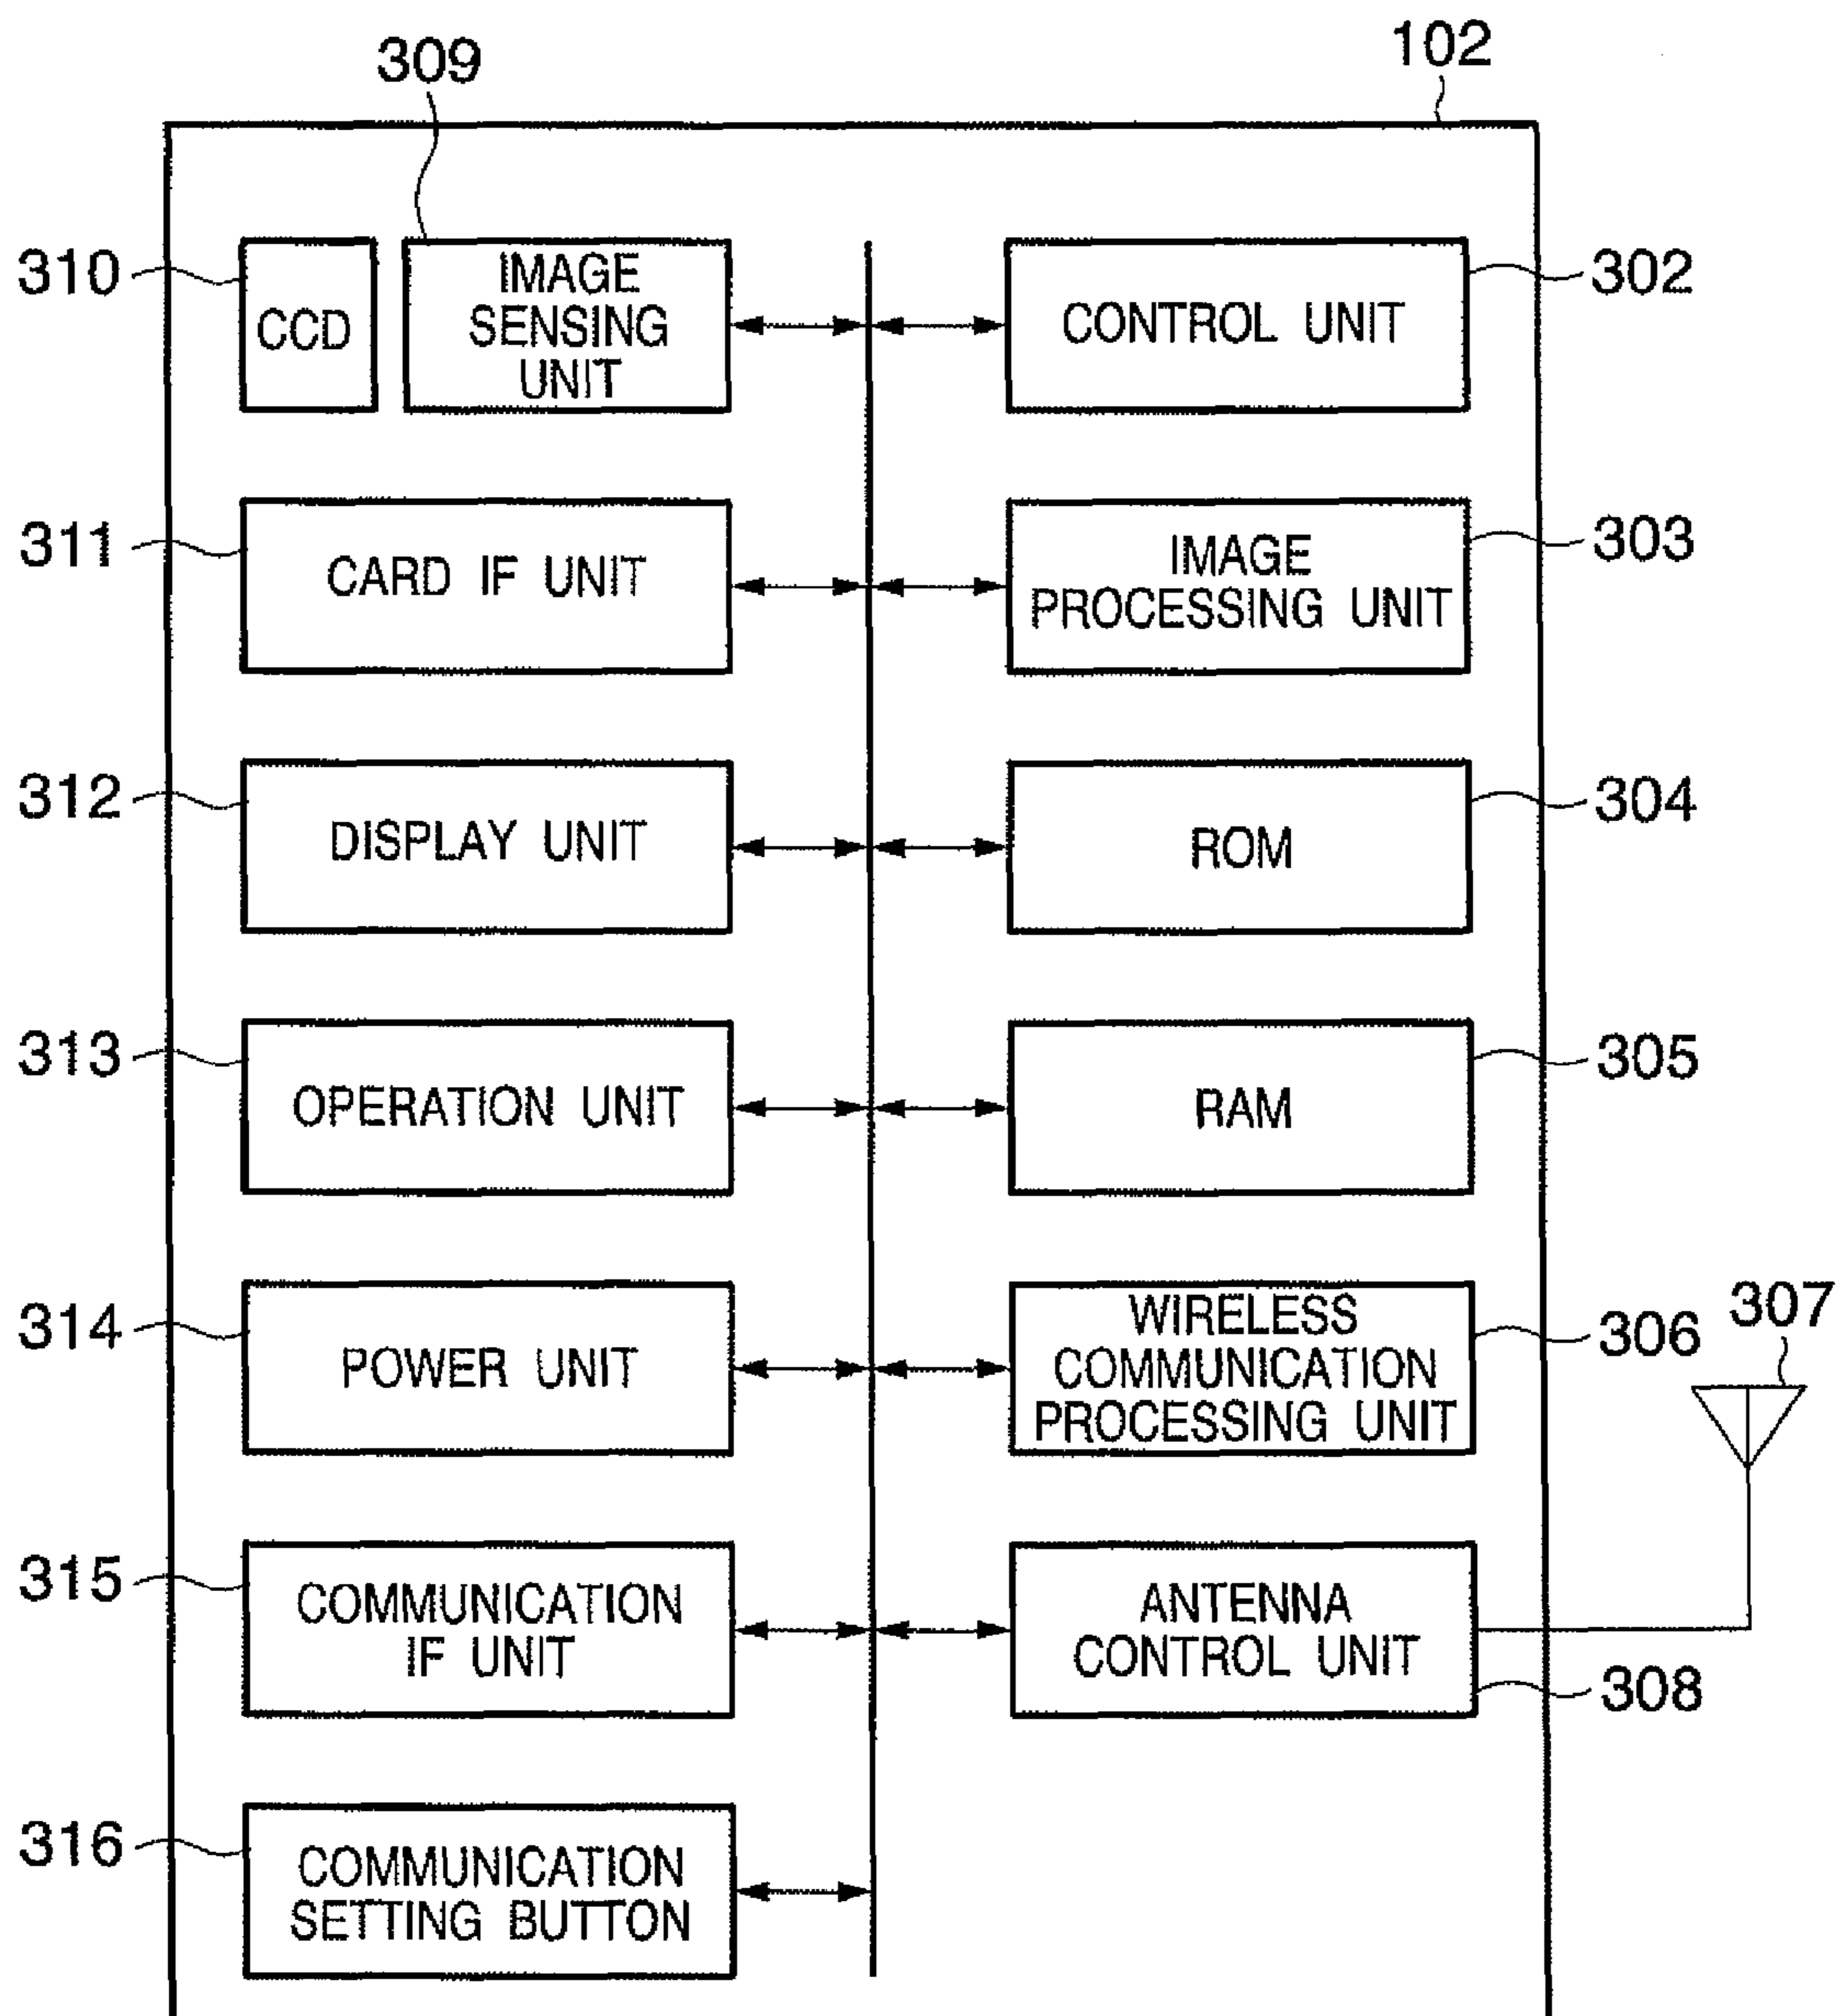 309
102
310
CCD
IMAGE
SENSING
UNIT
CONTROL UNIT
302
311
CARD IF UNIT
IMAGE
PROCESSING UNIT
303
312
DISPLAY UNIT
ROM
304
313
OPERATION UNIT
RAM
305
314
POWER UNIT
WIRELESS
COMMUNICATION
PROCESSING UNIT
306
307
315
COMMUNICATION
IF UNIT
ANTENNA
CONTROL UNIT
308
316
COMMUNICATION
SETTING BUTTON